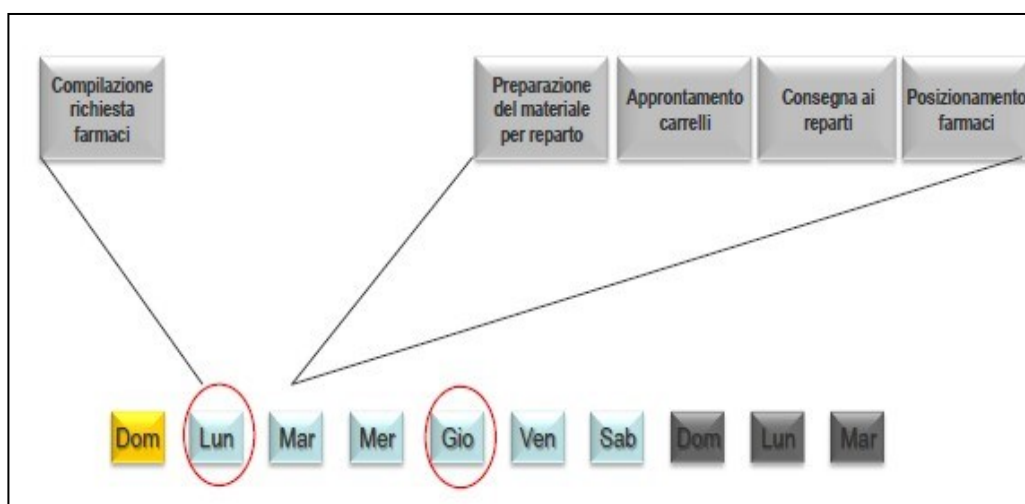 Compilazione
richiesta
farmaci
Preparazione
del materiale
per reparto
Approntamento
carrelli
Consegna ai
reparti
Posizionamento
farmaci
Dom Lun Mar Mer Gio Ven Sab Dom Lun Mar